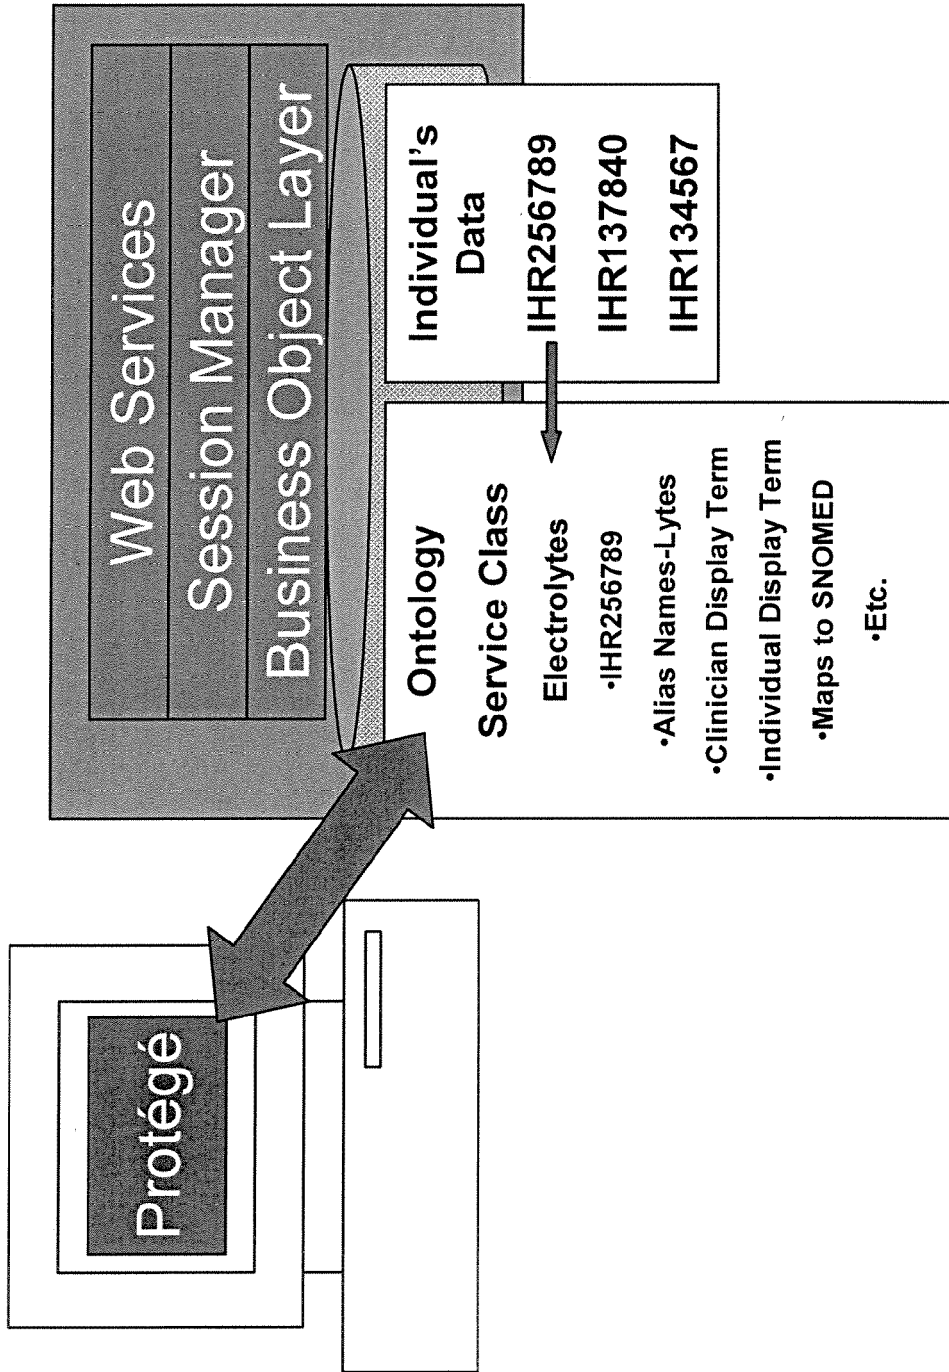 Protégé
Web Services
Session Manager
Business Object Layer
Ontology
Service Class
Electrolytes
•IHR256789
•Alias Names-Lytes
•Clinician Display Term
•Individual Display Term
•Maps to SNOMED
•Etc.
Individual's
Data
IHR256789
IHR137840
IHR134567